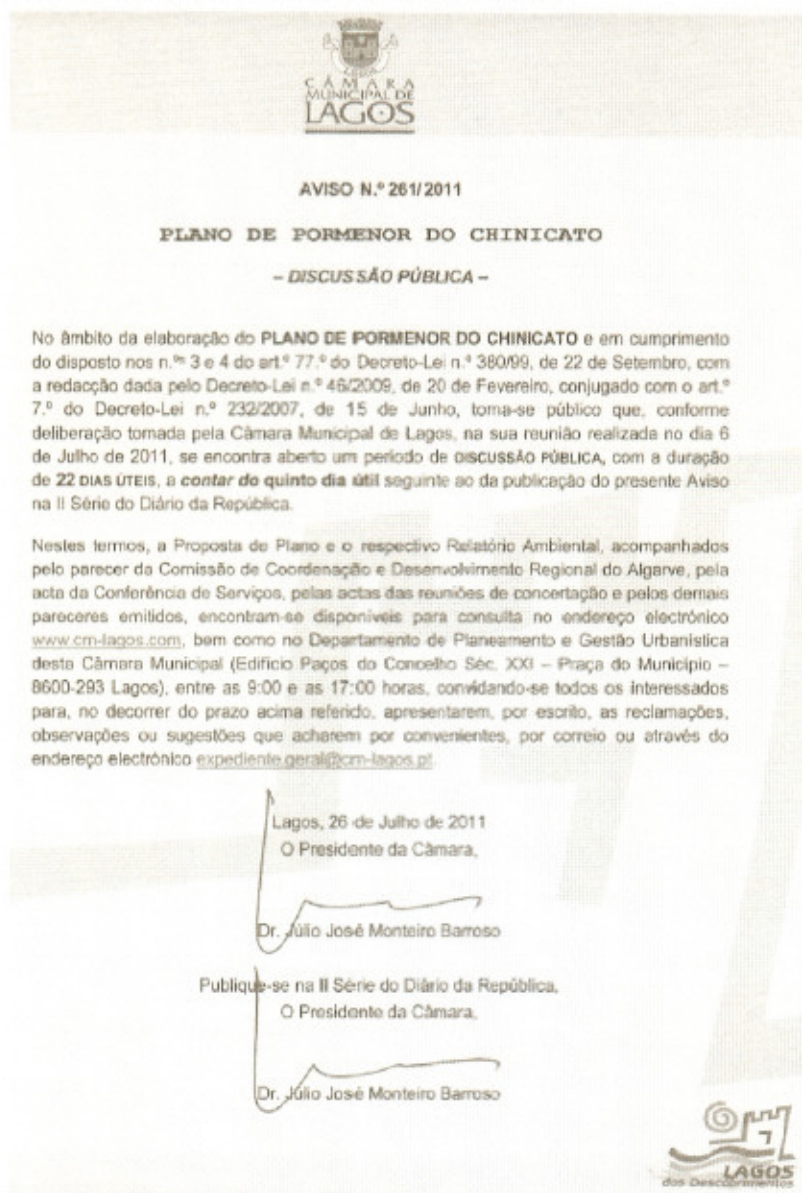 CÂMARA
MUNICIPAL DE
LAGOS
AVISO N.º 261/2011
PLANO DE PORMENOR DO CHINICATO
– DISCUSSÃO PÚBLICA –
No âmbito da elaboração do PLANO DE PORMENOR DO CHINICATO e em cumprimento
do disposto nos n.ºs 3 e 4 do art.º 77.º do Decreto-Lei n.º 380/99, de 22 de Setembro, com
a redacção dada pelo Decreto-Lei n.º 46/2009, de 20 de Fevereiro, conjugado com o art.º
7.º do Decreto-Lei n.º 232/2007, de 15 de Junho, torna-se público que, conforme
deliberação tomada pela Câmara Municipal de Lagos, na sua reunião realizada no dia 6
de Julho de 2011, se encontra aberto um período de DISCUSSÃO PÚBLICA, com a duração
de 22 DIAS ÚTEIS, a contar do quinto dia útil seguinte ao da publicação do presente Aviso
na II Série do Diário da República.
Nestes termos, a Proposta de Plano e o respectivo Relatório Ambiental, acompanhados
pelo parecer da Comissão de Coordenação e Desenvolvimento Regional do Algarve, pela
acta da Conferência de Serviços, pelas actas das reuniões de concertação e pelos demais
pareceres emitidos, encontram-se disponíveis para consulta no endereço electrónico
www.cm-lagos.com, bem como no Departamento de Planeamento e Gestão Urbanística
desta Câmara Municipal (Edifício Paços do Concelho Séc. XXI – Praça do Município –
8600-293 Lagos), entre as 9:00 e as 17:00 horas, convidando-se todos os interessados
para, no decorrer do prazo acima referido, apresentarem, por escrito, as reclamações,
observações ou sugestões que acharem por convenientes, por correio ou através do
endereço electrónico expediente.geral@cm-lagos.pt.
Lagos, 26 de Julho de 2011
O Presidente da Câmara,
Dr. Júlio José Monteiro Barroso
Publique-se na II Série do Diário da República,
O Presidente da Câmara,
Dr. Júlio José Monteiro Barroso
LAGOS
dos Descobrimentos